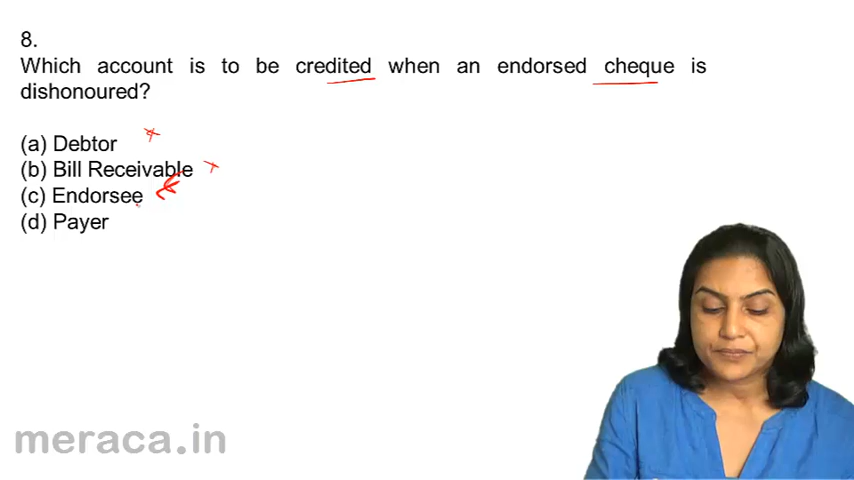 8.
Which account is to be credited when an endorsed cheque is
dishonoured?
(a) Debtor
(b) Bill Receivable
(c) Endorsee
(d) Payer
meraca.in